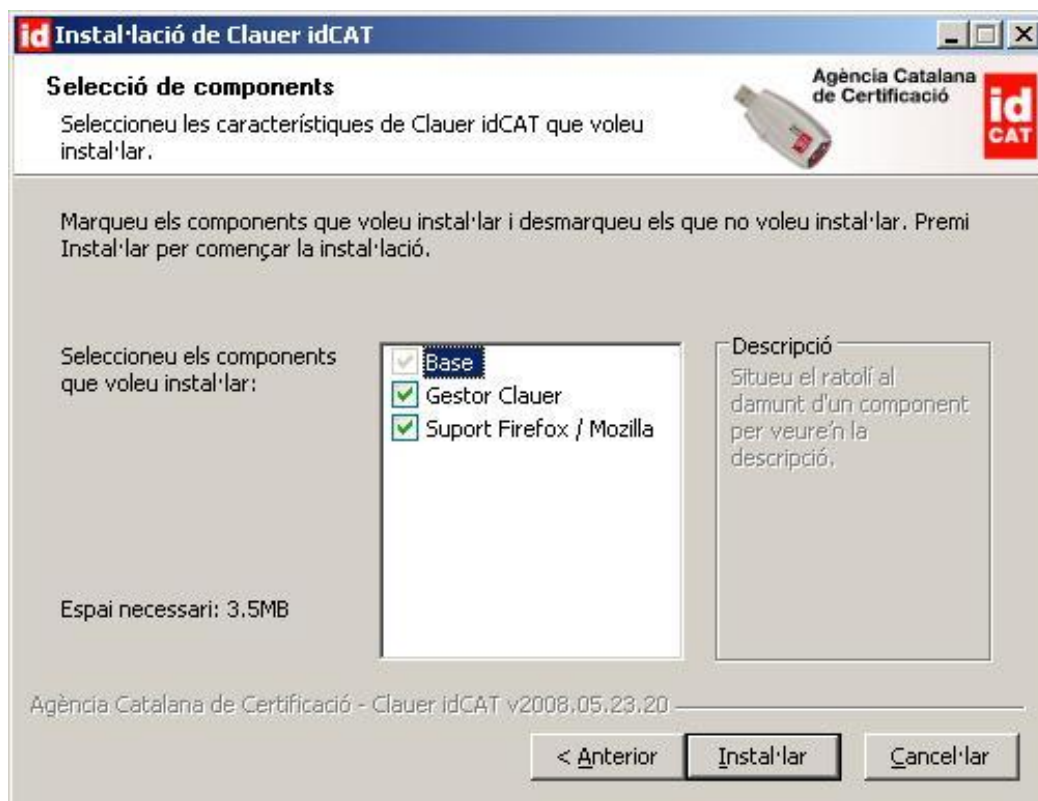 id Instal·lació de Clauer idCAT
Selecció de components
Seleccioneu les característiques de Clauer idCAT que voleu
instal·lar.
Agència Catalana
de Certificació
id
CAT
Marqueu els components que voleu instal·lar i desmarqueu els que no voleu instal·lar. Premi
Instal·lar per començar la instal·lació.
Seleccioneu els components
que voleu instal·lar:
Base
Gestor Clauer
Suport Firefox / Mozilla
Descripció
Situeu el ratolí al
damunt d'un component
per veure'n la
descripció.
Espai necessari: 3.5MB
Agència Catalana de Certificació - Clauer idCAT v2008.05.23.20
< Anterior
Instal·lar
Cancel·lar